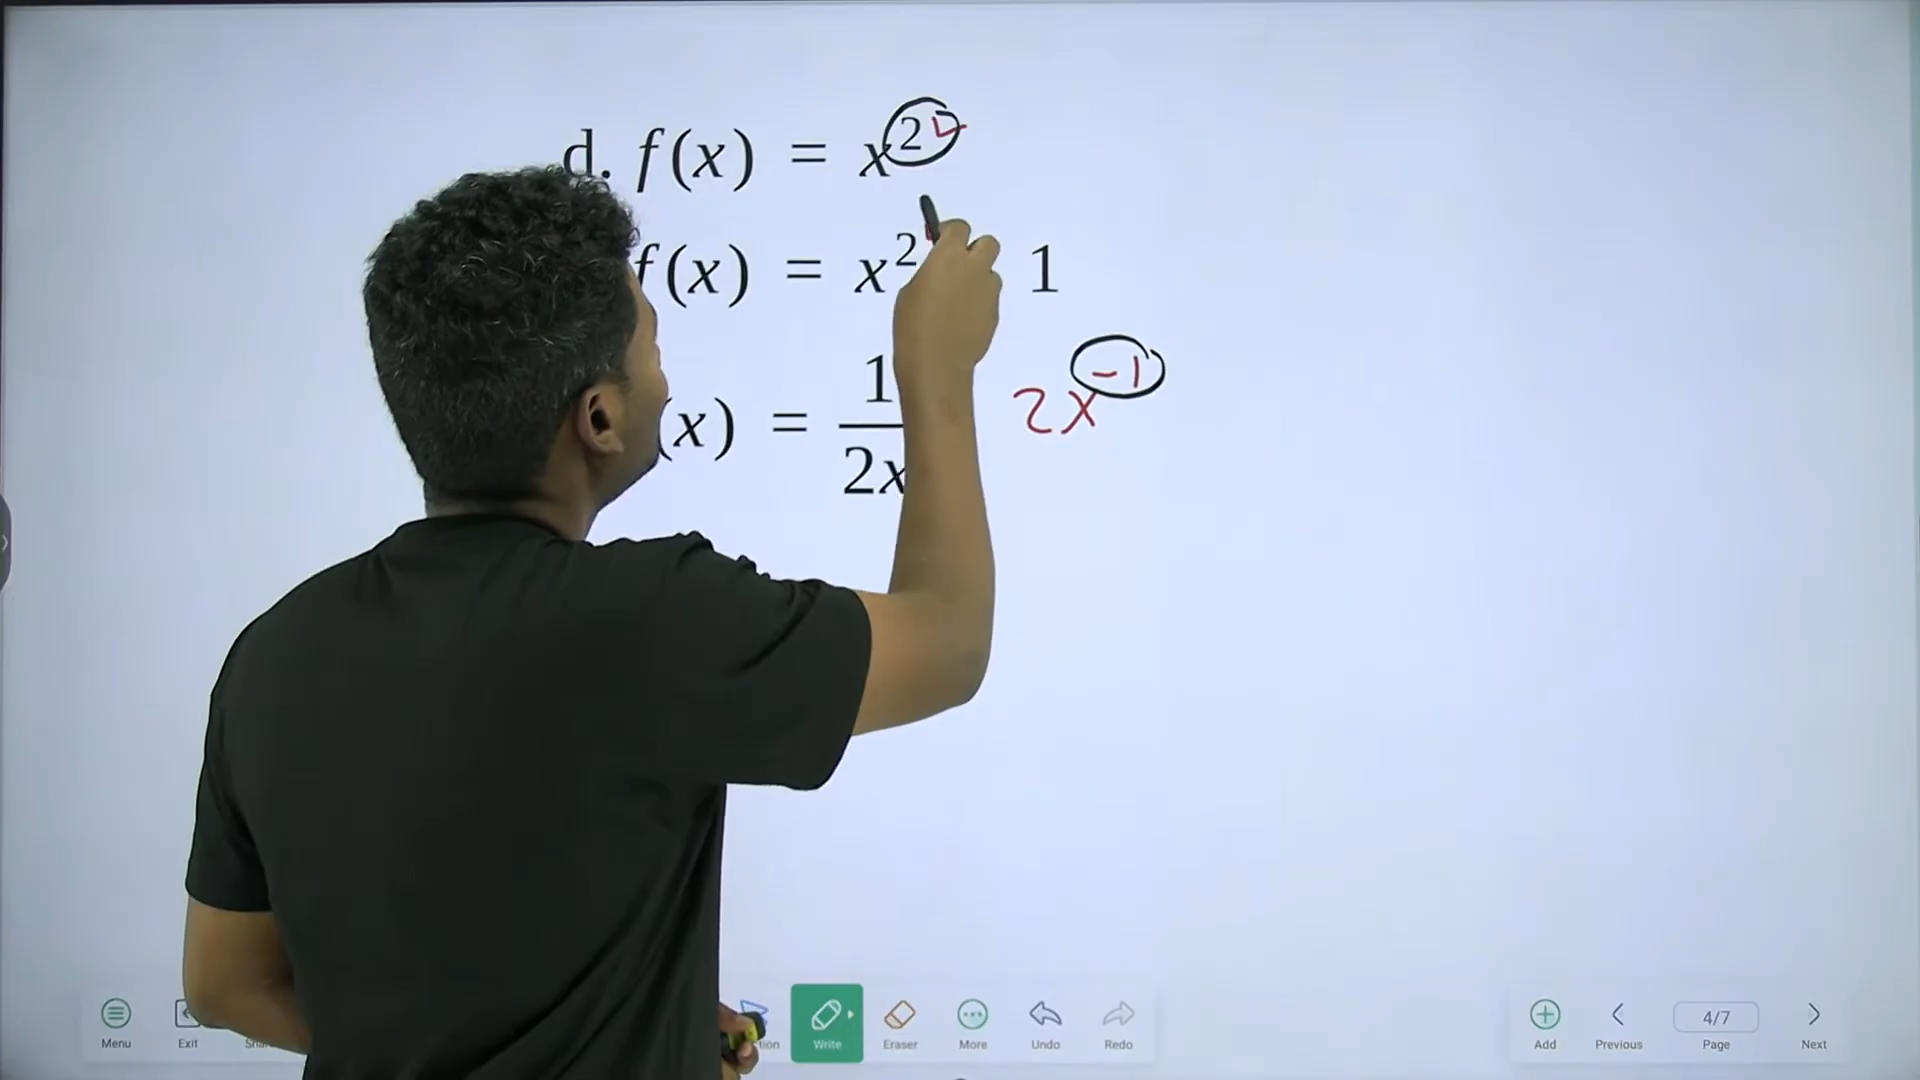 d. f(x) = x²
f(x) = x² 1
(x) = 1/2x 2x⁻¹
Menu Exit Write Eraser More Undo Redo Add Previous 4/7 Page Next